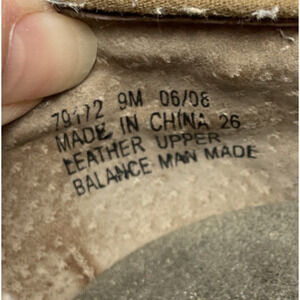 79172 9M 06/08
MADE IN CHINA 26
LEATHER UPPER
BALANCE MAN MADE